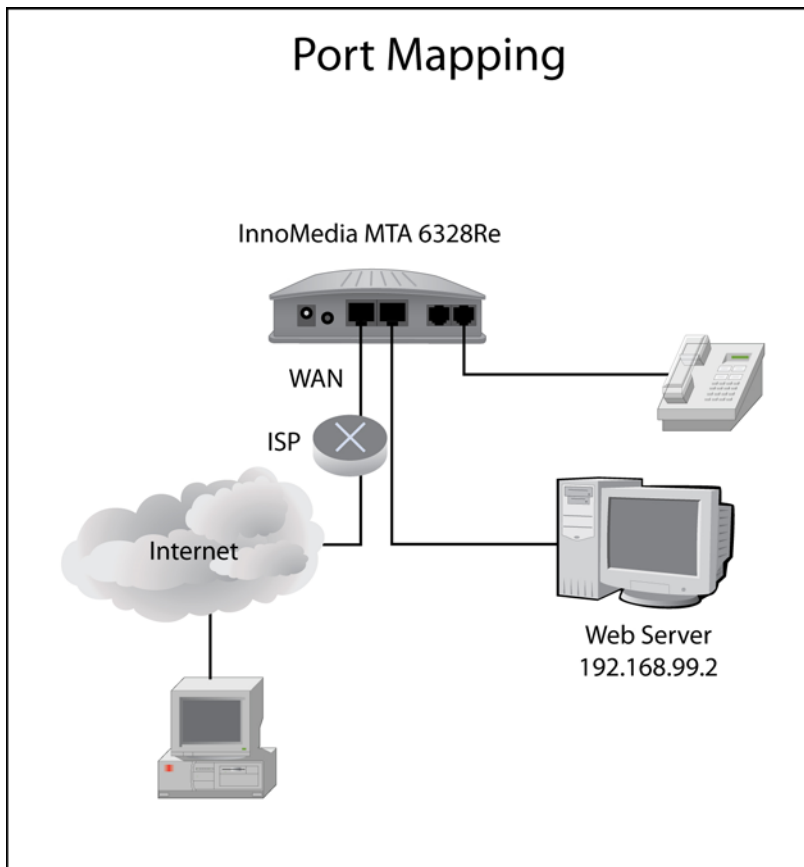 Port Mapping
InnoMedia MTA 6328Re
WAN
ISP
Internet
Web Server
192.168.99.2